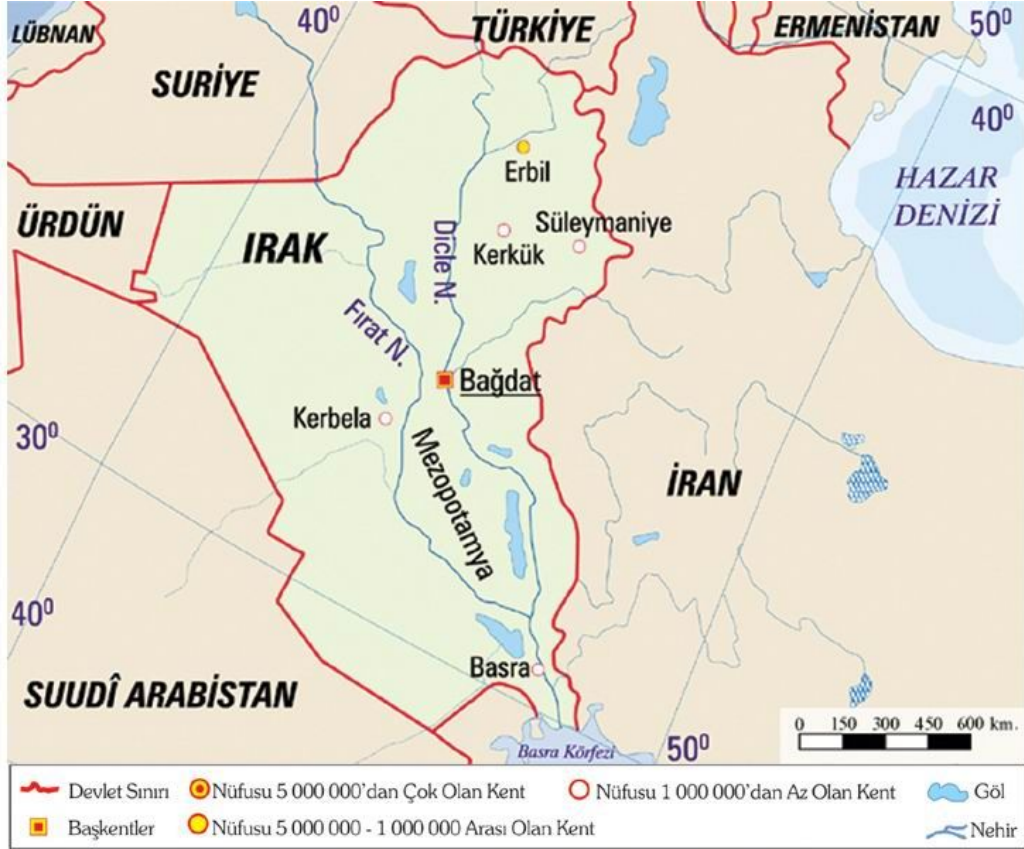 LÜBNAN
40⁰
TÜRKİYE
ERMENİSTAN
50⁰
SURİYE
40⁰
Erbil
HAZAR
DENİZİ
ÜRDÜN
IRAK
Dicle N.
Kerkük
Süleymaniye
Fırat N.
Bağdat
Kerbela
30⁰
Mezopotamya
İRAN
40⁰
Basra
SUUDÎ ARABİSTAN
Basra Körfezi
50⁰
0 150 300 450 600 km.
Devlet Sınırı
Nüfusu 5 000 000'dan Çok Olan Kent
Nüfusu 1 000 000'dan Az Olan Kent
Göl
Başkentler
Nüfusu 5 000 000 - 1 000 000 Arası Olan Kent
Nehir